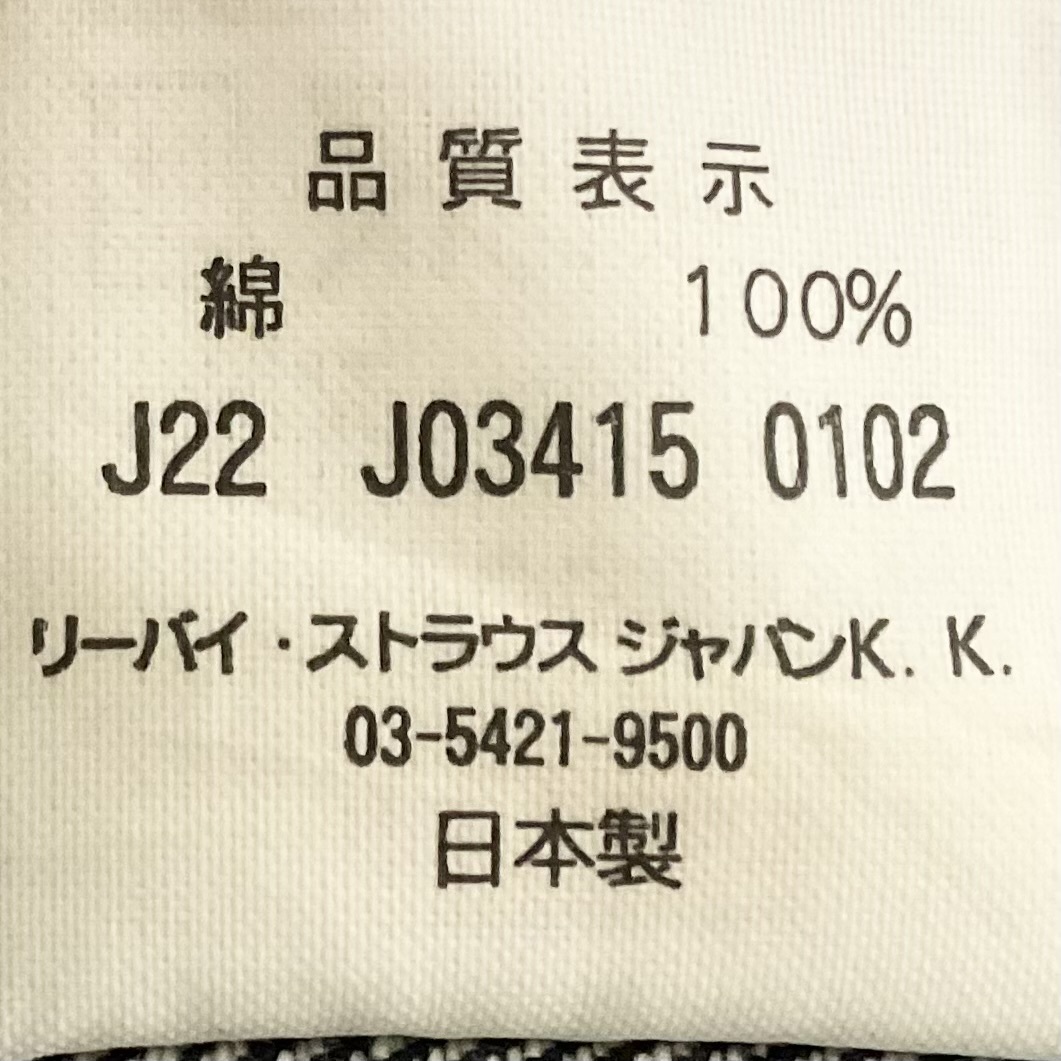 品質表示
綿 100%
J22 J03415 0102
リーバイ・ストラウス ジャパンK. K.
03-5421-9500
日本製